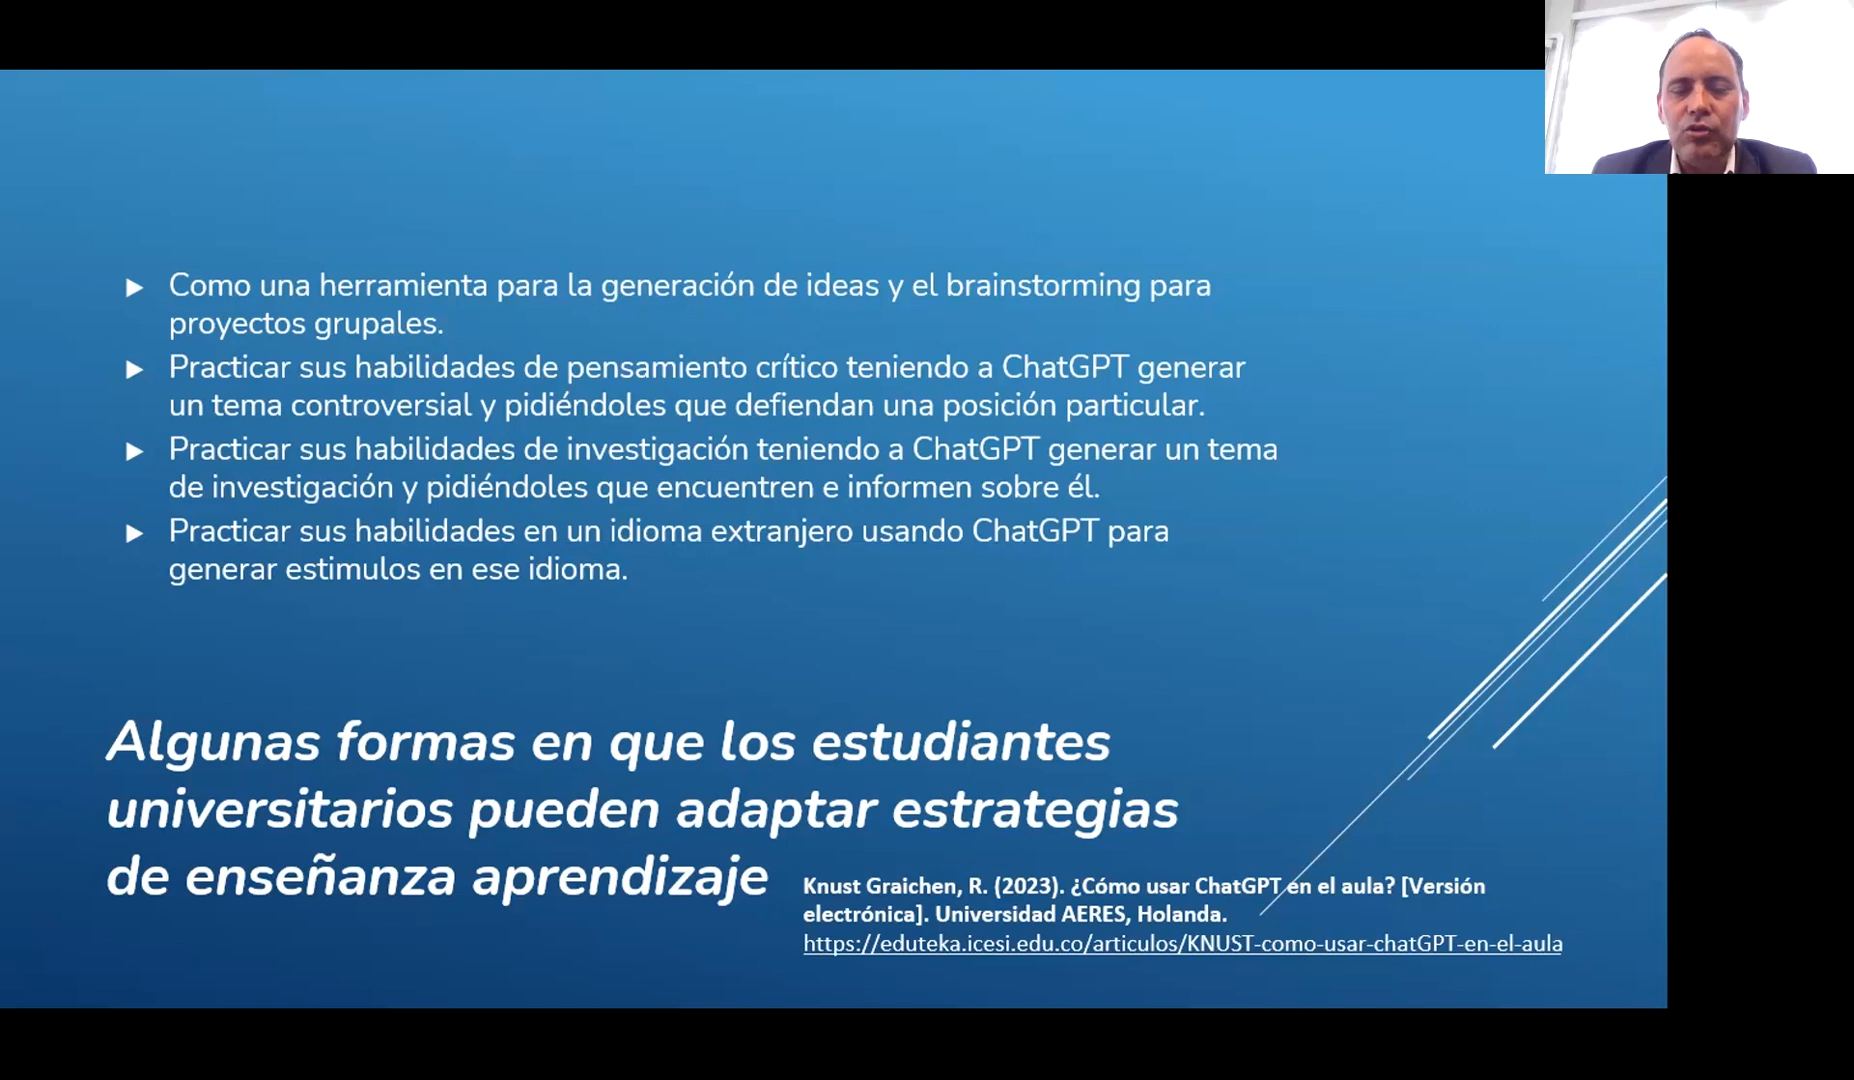 Como una herramienta para la generación de ideas y el brainstorming para
proyectos grupales.
Practicar sus habilidades de pensamiento crítico teniendo a ChatGPT generar
un tema controversial y pidiéndoles que defiendan una posición particular.
Practicar sus habilidades de investigación teniendo a ChatGPT generar un tema
de investigación y pidiéndoles que encuentren e informen sobre él.
Practicar sus habilidades en un idioma extranjero usando ChatGPT para
generar estimulos en ese idioma.
Algunas formas en que los estudiantes
universitarios pueden adaptar estrategias
de enseñanza aprendizaje
Knust Graichen, R. (2023). ¿Cómo usar ChatGPT en el aula? [Versión
electrónica]. Universidad AERES, Holanda.
https://eduteka.icesi.edu.co/articulos/KNUST-como-usar-chatGPT-en-el-aula